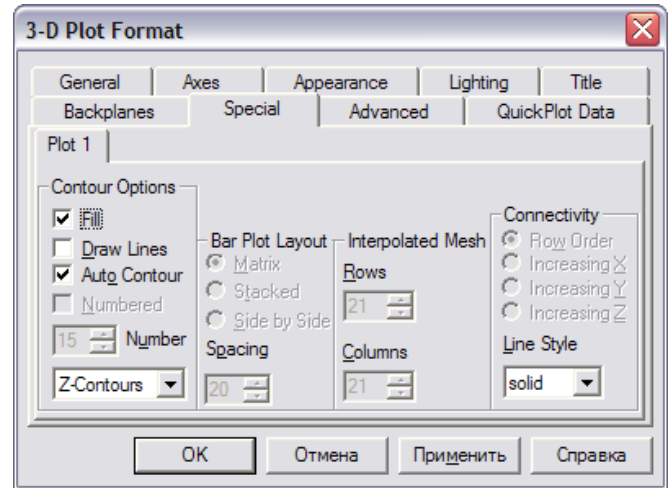 3-D Plot Format
General Axes Appearance Lighting Title
Backplanes Special Advanced QuickPlot Data
Plot 1
Contour Options
Fill
Draw Lines
Auto Contour
Numbered
15 Number
Z-Contours
Bar Plot Layout
Matrix
Stacked
Side by Side
Spacing
20
Interpolated Mesh
Rows
21
Columns
21
Connectivity
Row Order
Increasing X
Increasing Y
Increasing Z
Line Style
solid
OK Отмена Применить Справка